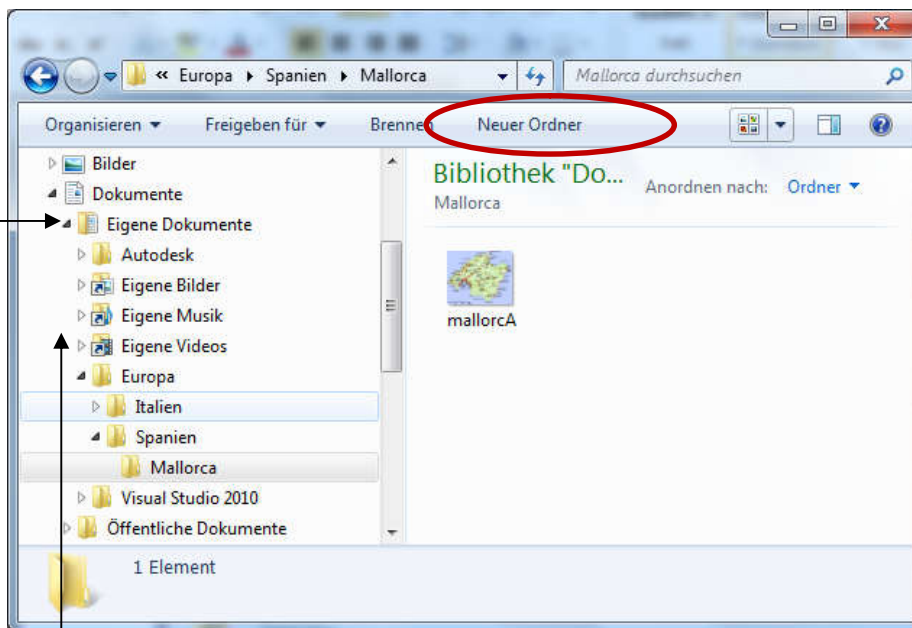 « Europa Spanien Mallorca Mallorca durchsuchen
Organisieren Freigeben für Brennen Neuer Ordner
Bilder
Dokumente
Eigene Dokumente
Autodesk
Eigene Bilder
Eigene Musik
Eigene Videos
Europa
Italien
Spanien
Mallorca
Visual Studio 2010
Öffentliche Dokumente
Bibliothek "Do...
Mallorca
Anordnen nach: Ordner
mallorcA
1 Element